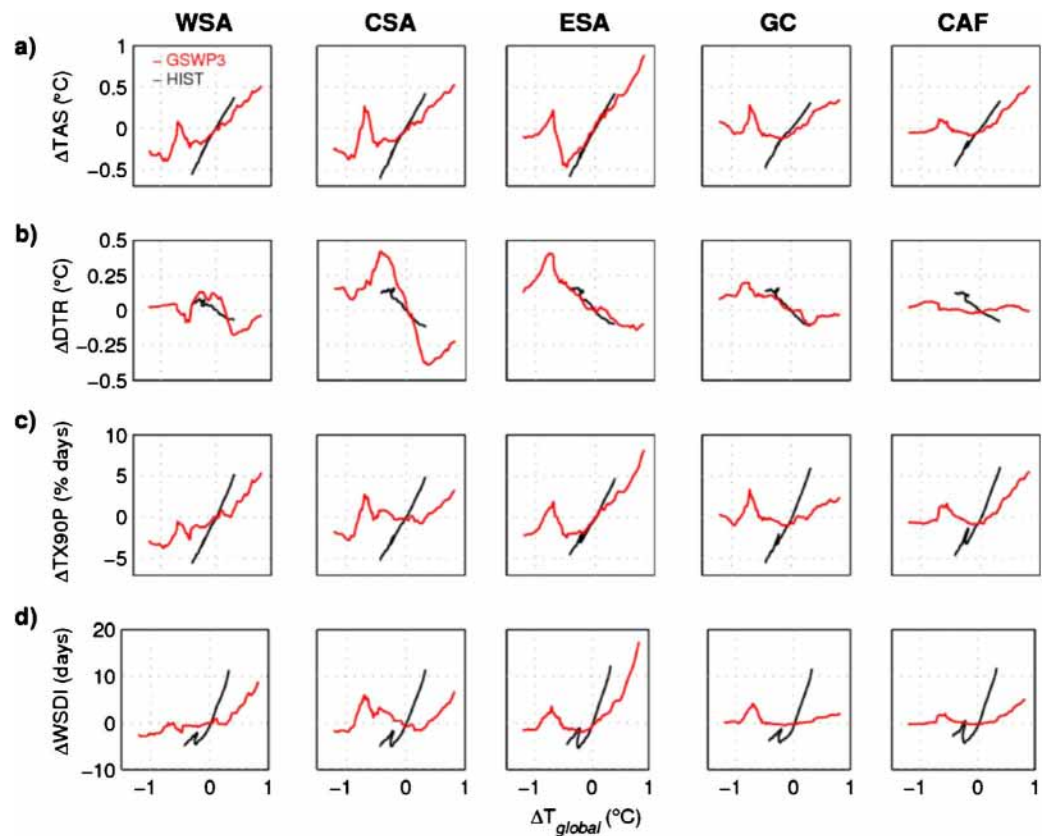 WSA CSA ESA GC CAF
a)
ΔTAS (°C)
1
0.5
0
−0.5
– GSWP3
– HIST
b)
ΔDTR (°C)
0.5
0.25
0
−0.25
−0.5
c)
ΔTX90P (% days)
10
5
0
−5
d)
ΔWSDI (days)
20
10
0
−10
−1 0 1 −1 0 1 −1 0 1 −1 0 1 −1 0 1
ΔT global (°C)